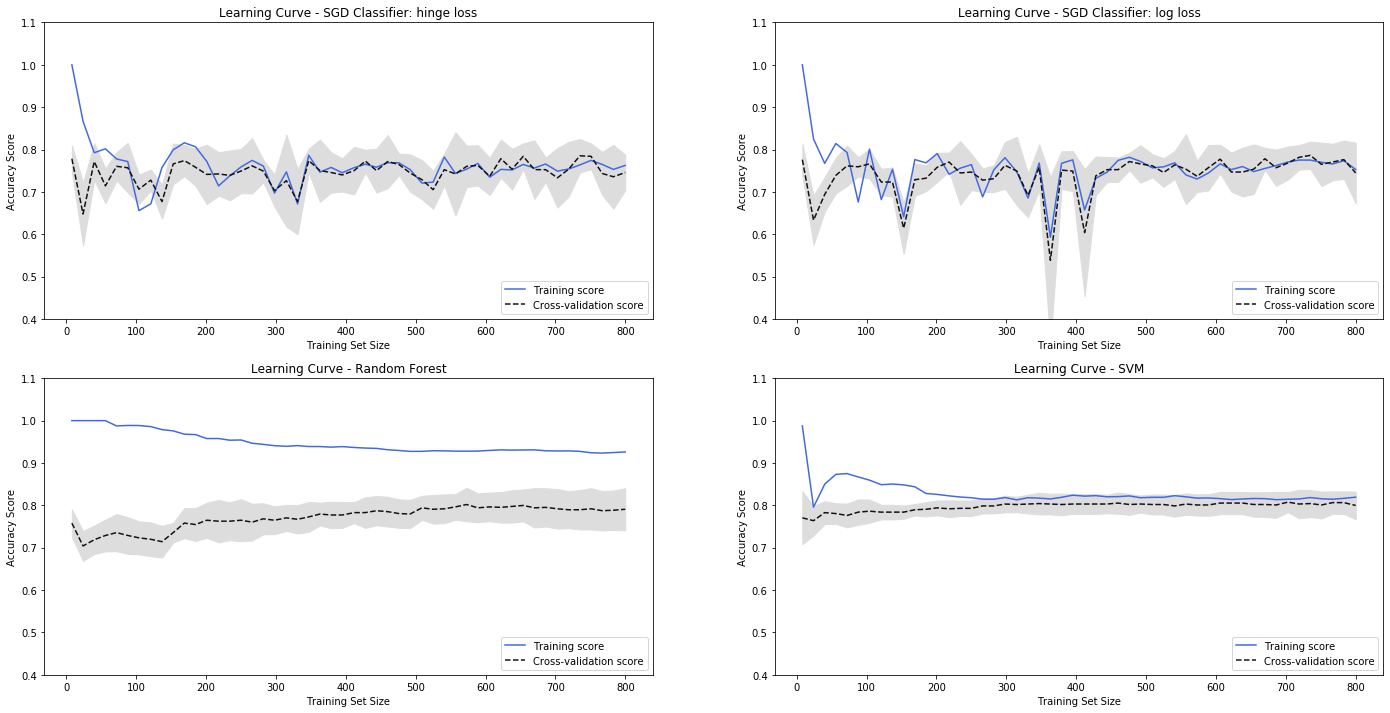 Learning Curve - SGD Classifier: hinge loss
1.1
1.0
0.9
0.8
0.7
0.6
0.5
0.4
Accuracy Score
Training score
Cross-validation score
0 100 200 300 400 500 600 700 800
Training Set Size
Learning Curve - SGD Classifier: log loss
1.1
1.0
0.9
0.8
0.7
0.6
0.5
0.4
Accuracy Score
Training score
Cross-validation score
0 100 200 300 400 500 600 700 800
Training Set Size
Learning Curve - Random Forest
1.1
1.0
0.9
0.8
0.7
0.6
0.5
0.4
Accuracy Score
Training score
Cross-validation score
0 100 200 300 400 500 600 700 800
Training Set Size
Learning Curve - SVM
1.1
1.0
0.9
0.8
0.7
0.6
0.5
0.4
Accuracy Score
Training score
Cross-validation score
0 100 200 300 400 500 600 700 800
Training Set Size